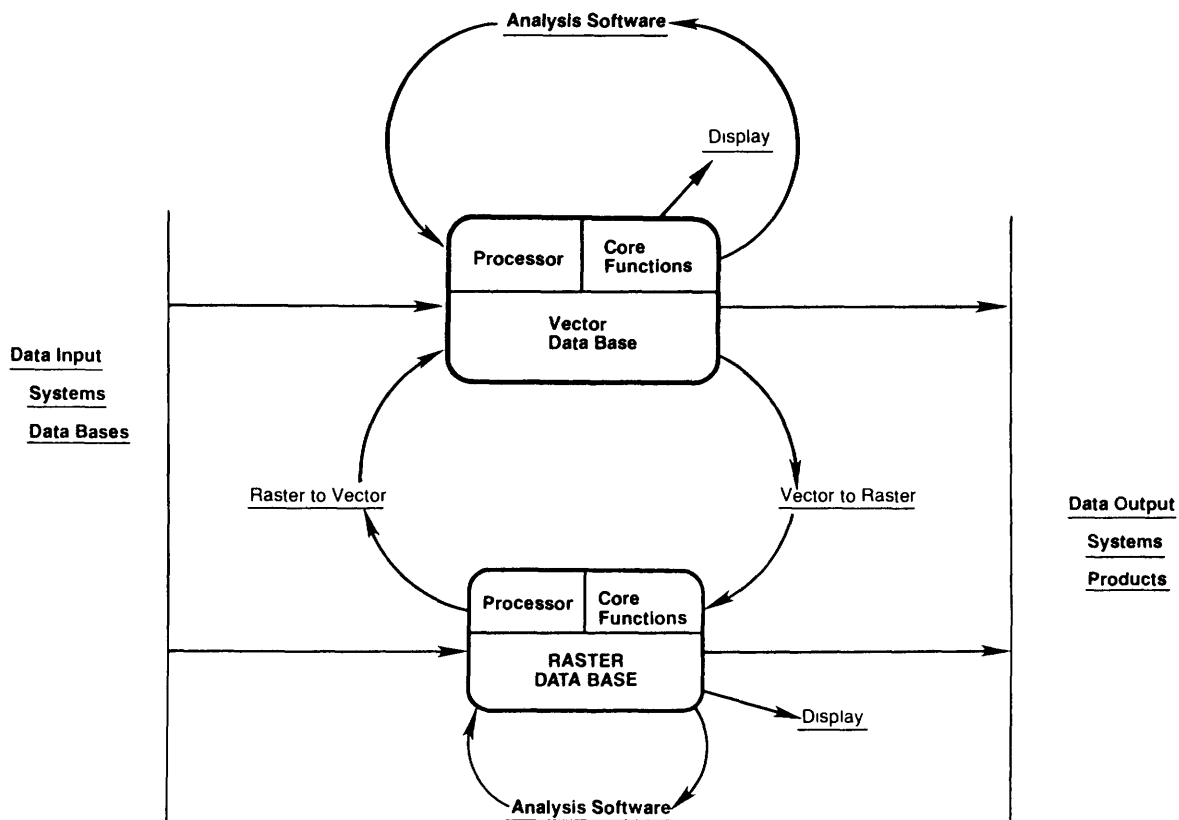 Analysis Software
Display
Processor
Core
Functions
Vector
Data Base
Data Input
Systems
Data Bases
Raster to Vector
Vector to Raster
Data Output
Systems
Products
Processor
Core
Functions
RASTER
DATA BASE
Display
Analysis Software